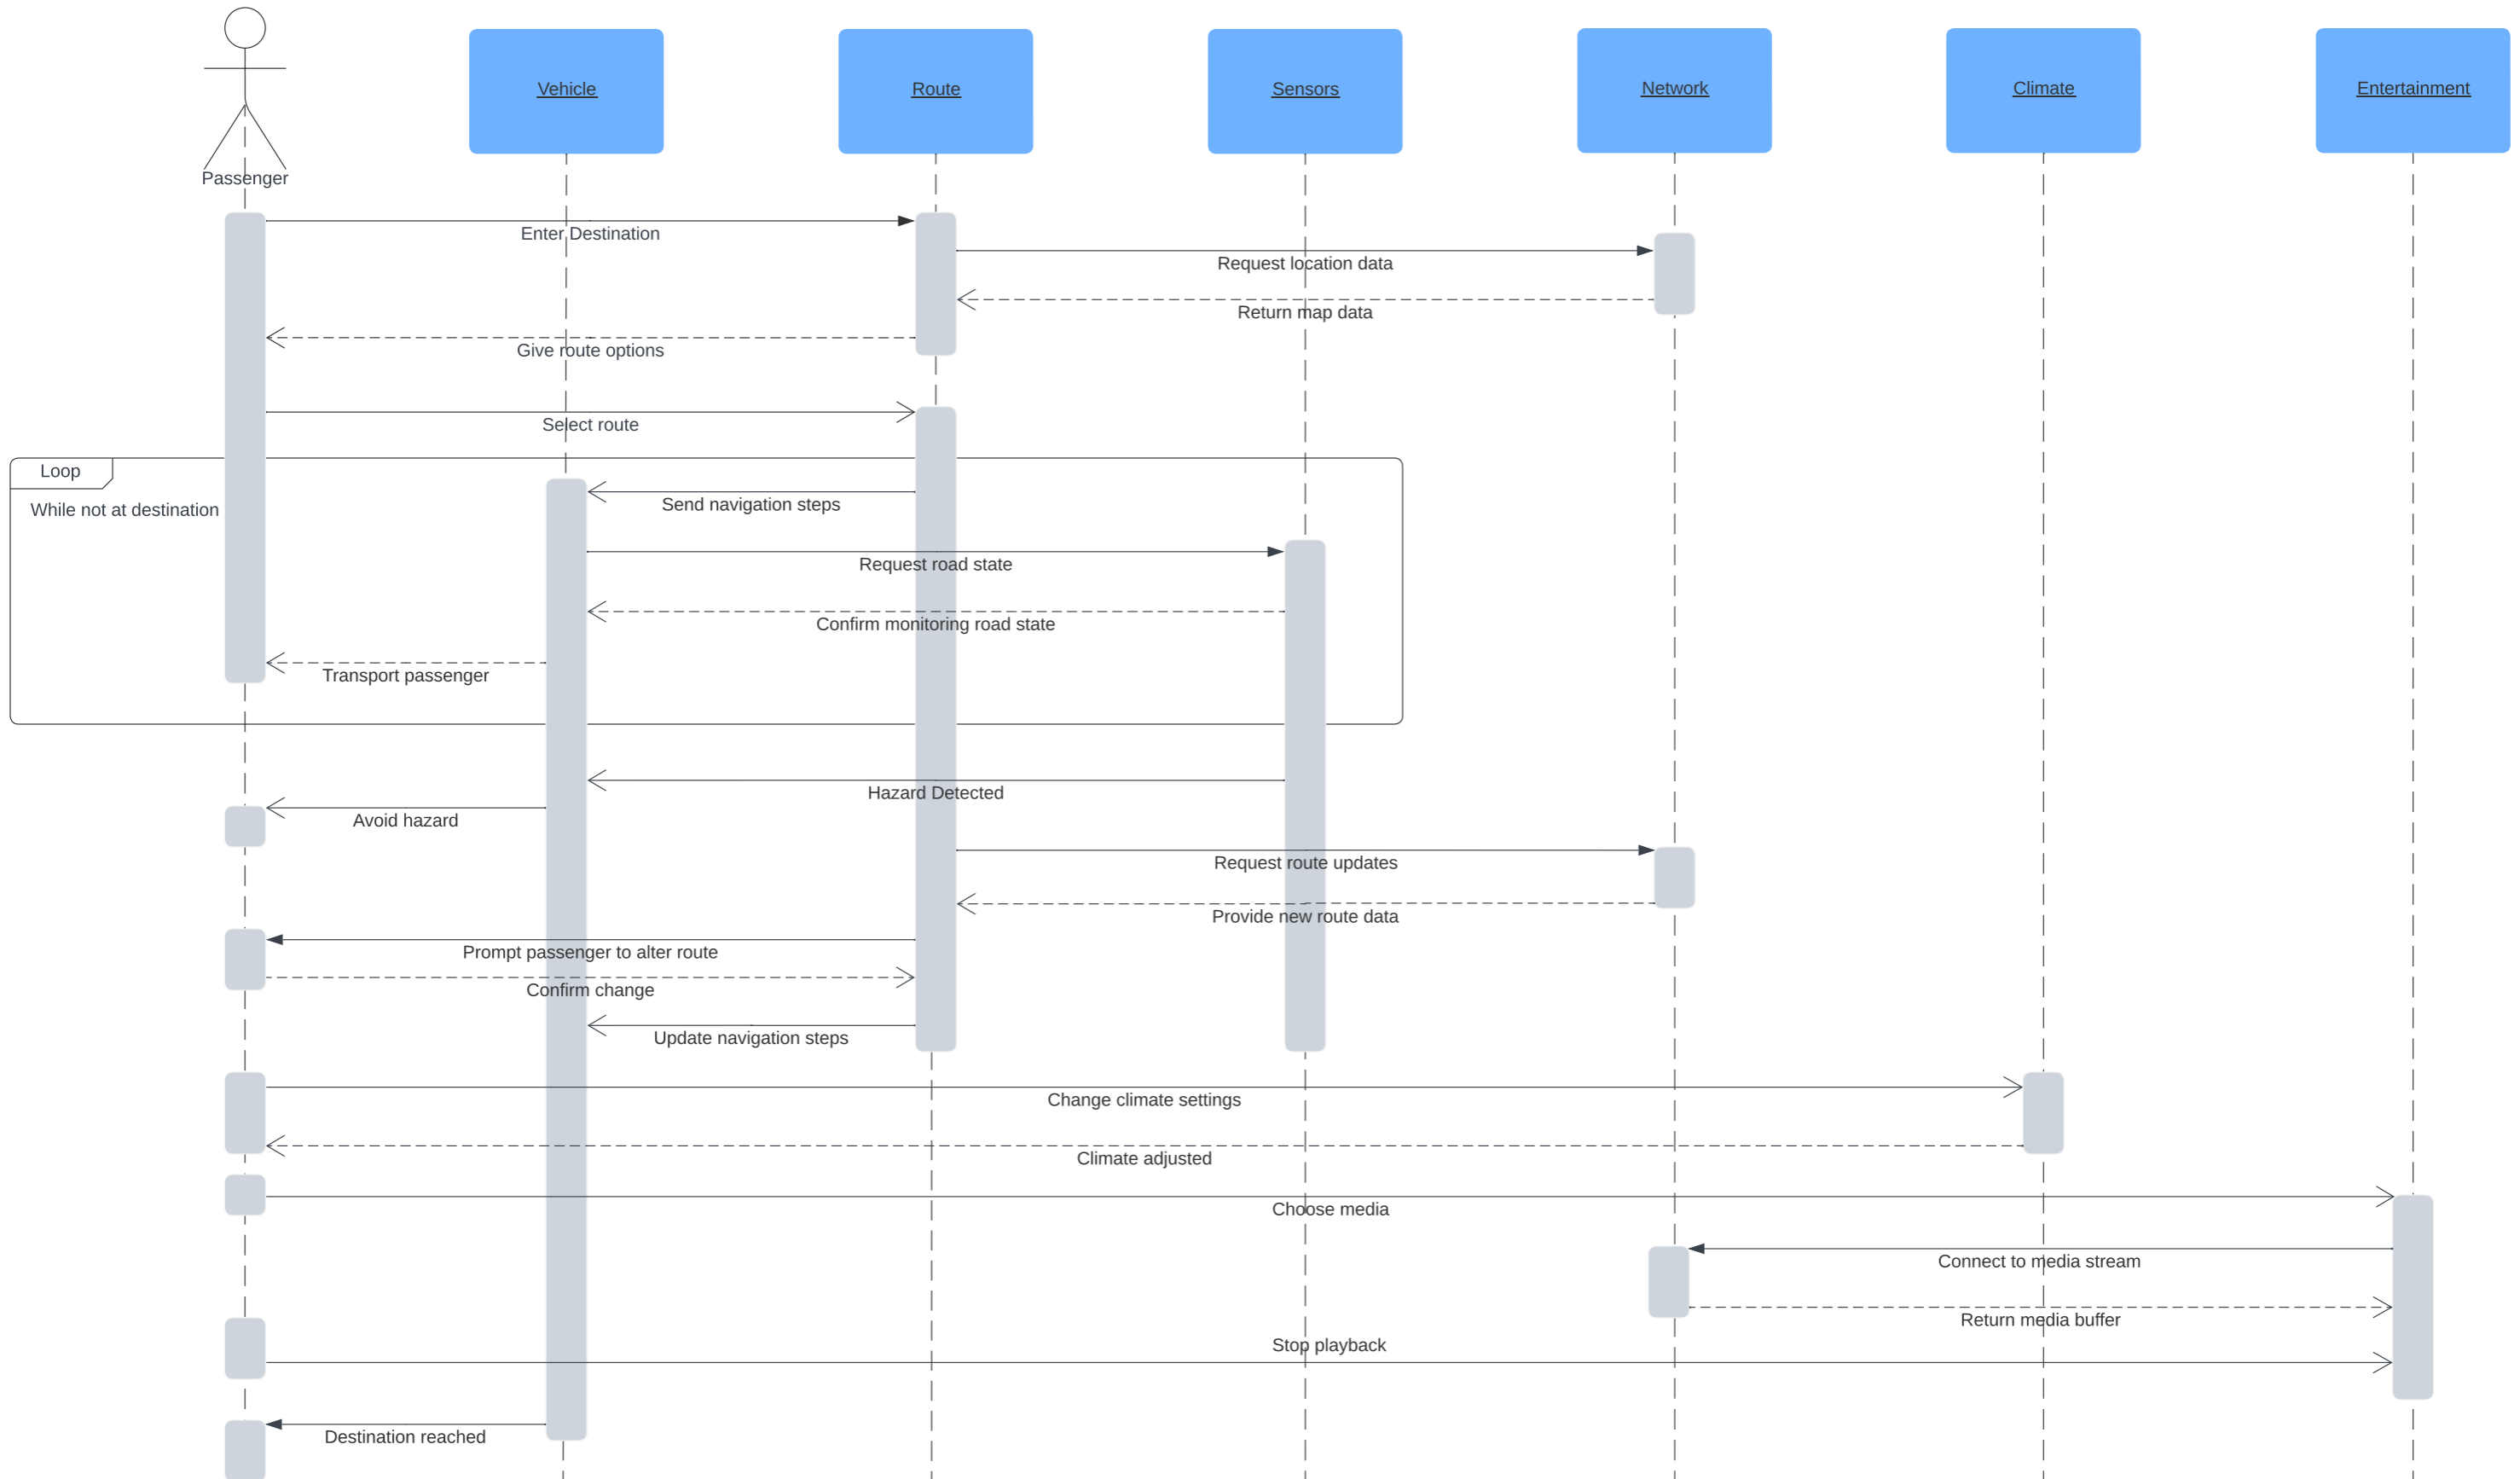 Vehicle
Route
Sensors
Network
Climate
Entertainment
Passenger
Enter Destination
Request location data
Return map data
Give route options
Select route
Loop
While not at destination
Send navigation steps
Request road state
Confirm monitoring road state
Transport passenger
Hazard Detected
Avoid hazard
Request route updates
Provide new route data
Prompt passenger to alter route
Confirm change
Update navigation steps
Change climate settings
Climate adjusted
Choose media
Connect to media stream
Return media buffer
Stop playback
Destination reached